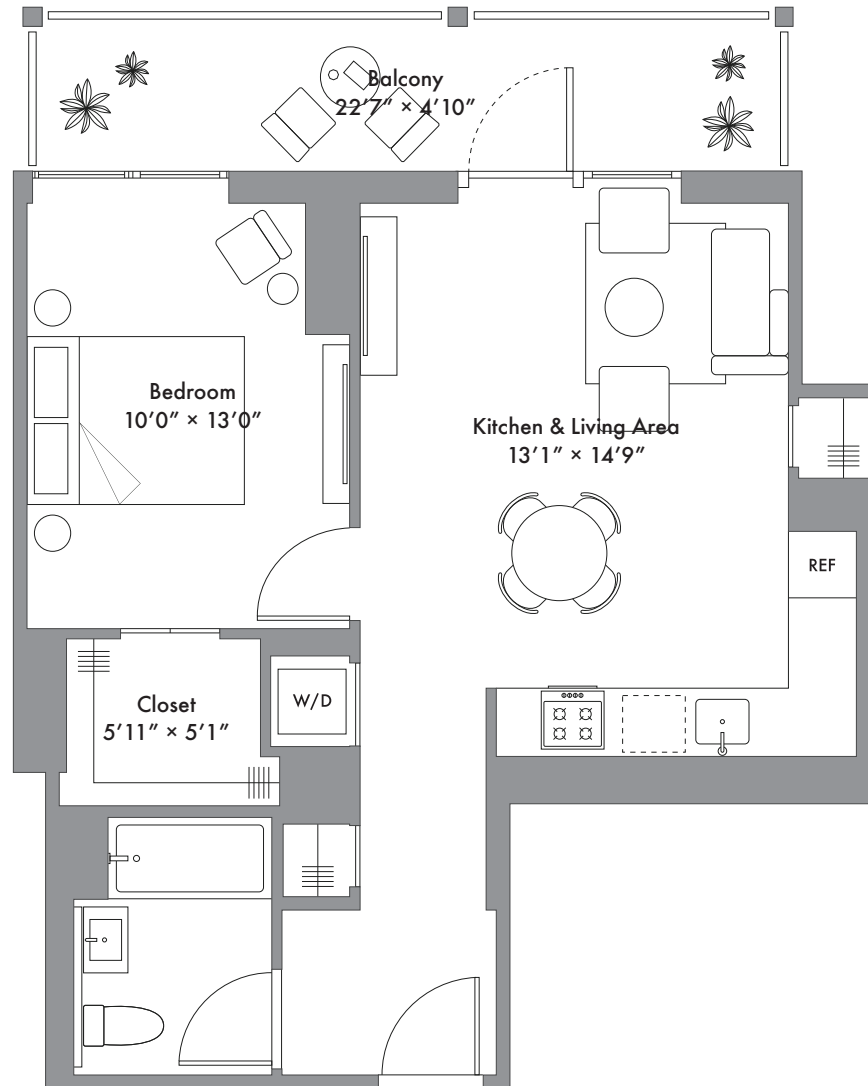 Balcony
22’7” × 4’10”
Bedroom
10’0” × 13’0”
Kitchen & Living Area
13’1” × 14’9”
REF
Closet
5’11” × 5’1”
W/D